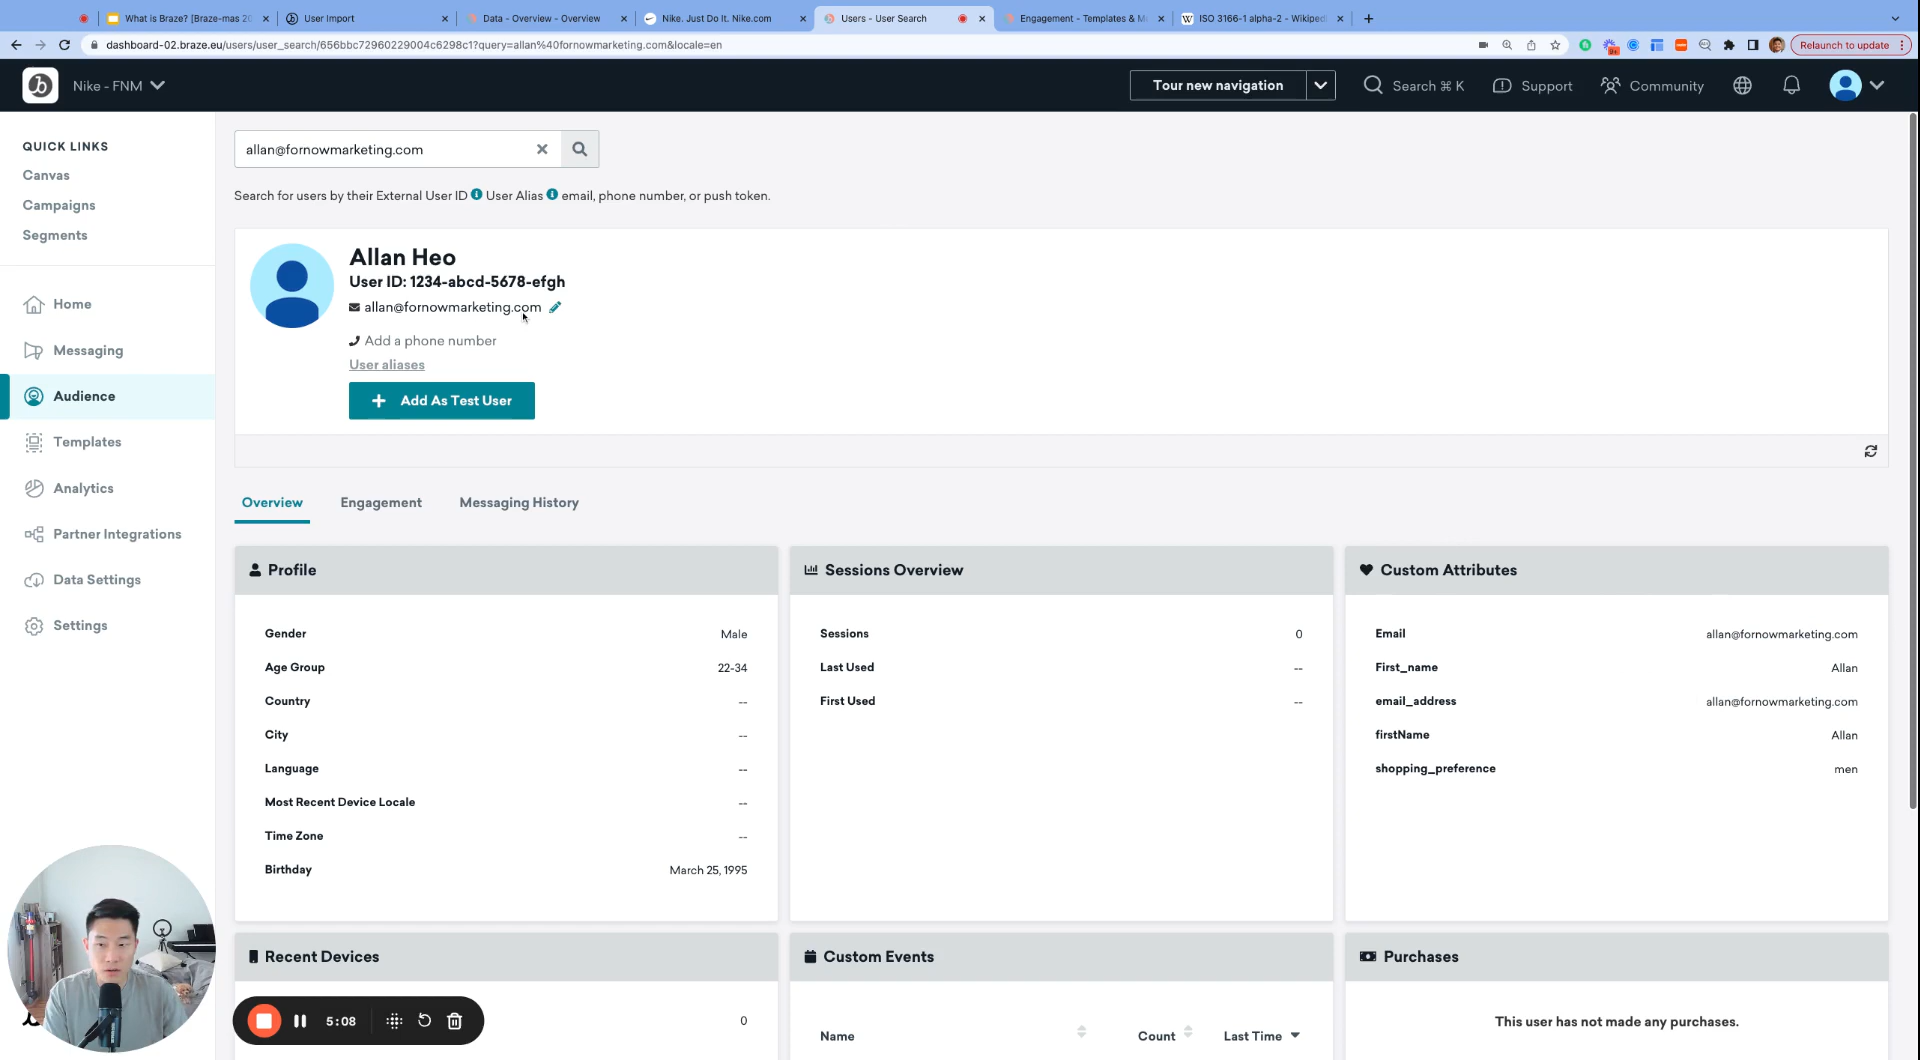 What is Braze? [Braze-mas 20
User Import
Data - Overview - Overview
Nike. Just Do It. Nike.com
Users - User Search
Engagement - Templates & M
ISO 3166-1 alpha-2 - Wikiped
dashboard-02.braze.eu/users/user_search/656bbc72960229004c6298c1?query=allan%40fornowmarketing.com&locale=en
Relaunch to update
Nike - FNM
Tour new navigation
Search ⌘ K
Support
Community
QUICK LINKS
Canvas
Campaigns
Segments
Home
Messaging
Audience
Templates
Analytics
Partner Integrations
Data Settings
Settings
allan@fornowmarketing.com
Search for users by their External User ID User Alias email, phone number, or push token.
Allan Heo
User ID: 1234-abcd-5678-efgh
allan@fornowmarketing.com
Add a phone number
User aliases
+ Add As Test User
Overview
Engagement
Messaging History
Profile
Gender Male
Age Group 22-34
Country --
City --
Language --
Most Recent Device Locale --
Time Zone --
Birthday March 25, 1995
Sessions Overview
Sessions 0
Last Used --
First Used --
Custom Attributes
Email allan@fornowmarketing.com
First_name Allan
email_address allan@fornowmarketing.com
firstName Allan
shopping_preference men
Recent Devices
0
Custom Events
Name Count Last Time
Purchases
This user has not made any purchases.
5:08